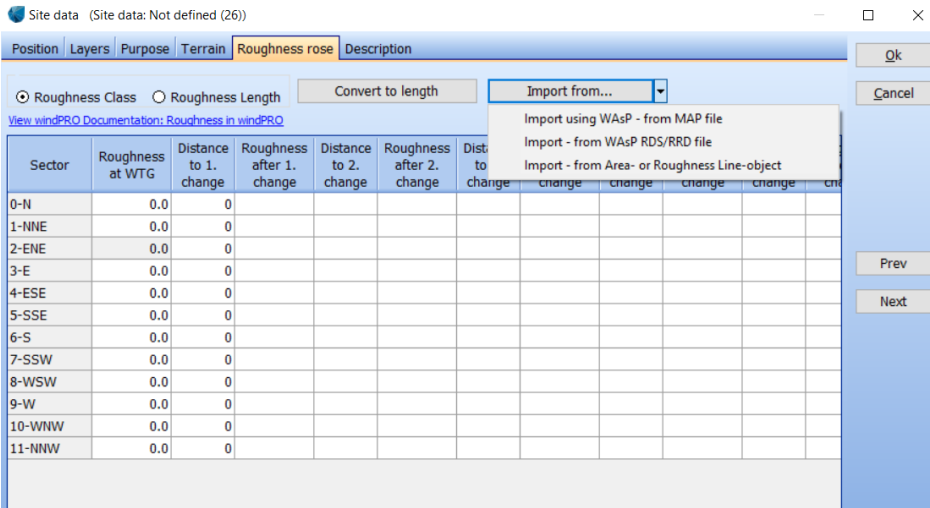 Site data (Site data: Not defined (26))
Position Layers Purpose Terrain Roughness rose Description
Ok
Roughness Class Roughness Length Convert to length Import from...
Cancel
View windPRO Documentation: Roughness in windPRO
Import using WAsP - from MAP file
Import - from WAsP RDS/RRD file
Import - from Area- or Roughness Line-object
Sector Roughness at WTG Distance to 1. change Roughness after 1. change Distance to 2. change Roughness after 2. change to change change change change change
0-N 0.0 0
1-NNE 0.0 0
2-ENE 0.0 0
3-E 0.0 0
Prev
4-ESE 0.0 0
Next
5-SSE 0.0 0
6-S 0.0 0
7-SSW 0.0 0
8-WSW 0.0 0
9-W 0.0 0
10-WNW 0.0 0
11-NNW 0.0 0